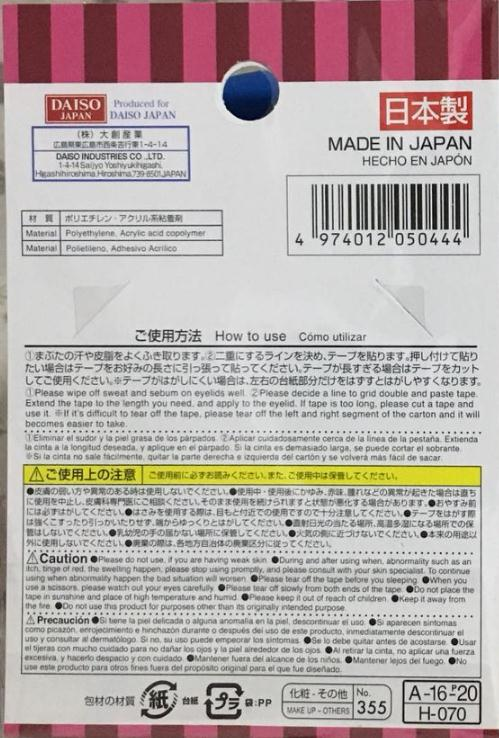 DAISO
JAPAN
Produced for
DAISO JAPAN
(株)大創産業
広島県東広島市西条吉行東1-4-14
DAISO INDUSTRIES CO.,LTD.
1-4-14 Saijyo Yoshiyukihigashi,
Higashihiroshima,Hiroshima,739-8501,JAPAN
日本製
MADE IN JAPAN
HECHO EN JAPÓN
4 974012 050444
材 質 ポリエチレン・アクリル系粘着剤
Material Polyethylene, Acrylic acid copolymer
Material Polietileno, Adhesivo Acrílico
ご使用方法 How to use Cómo utilizar
①まぶたの汗や皮脂をよくふき取ります。②二重にするラインを決め、テープを貼ります。押し付けて貼り
たい場合はテープをお好みの長さに引っ張って貼ってください。テープが長すぎる場合はテープをカット
してご使用ください。※テープがはがしにくい場合は、左右の台紙部分だけをはずすとはがしやすくなります。
①Please wipe off sweat and sebum on eyelids well. ②Please decide a line to grid double and paste tape.
Extend the tape to the length you need, and apply to the eyelid. If tape is too long, please cut a tape and
use it. ※If it's difficult to tear off the tape, please tear off the left and right segment of the carton and it will
becomes easier to take.
①Eliminar el sudor y la piel grasa de los párpados. ②Aplicar cuidadosamente cerca de la línea de la pestaña. Extienda
la cinta a la longitud deseada, y aplique en el párpado. Si la cinta es demasiado larga, se puede cortar el sobrante.
※Si la cinta no sale fácilmente, quitar la parte derecha e izquierda del cartón y se volverá más fácil de sacar.
⚠ご使用上の注意 ご使用前に必ずお読みください。また、ご使用中は保管してください。
●皮膚の弱い方や異常のある時は使用しないでください。●使用中・使用後にかゆみ、赤味、腫れなどの異常が起きた場合は直ち
に使用を中止し、皮膚科専門医にご相談ください。そのまま使用を続けられますと状態が悪化する場合があります。●おやすみ前
には必ずはがしてください。●はさみを使用する際は、目もと付近での使用ですので十分注意してください。●テープをはがす際
は強くこすったり引っかいたりせず、端からゆっくりとはがしてください。●直射日光の当たる場所、高温多湿になる場所での保
管はしないでください。●乳幼児の手の届かない場所に保管してください。●火気の側に近づけないでください。●本来の用途以
外に使用しないでください。●廃棄の際は、各地方自治体の廃棄区分に従ってください。
⚠Caution ●Please do not use, if you are having weak skin. ●During and after using when, abnormality such as an
itch, tinge of red, the swelling happen, please stop using promptly, and please consult with your skin specialist. To continue
using when abnormality happen the bad situation will worsen. ●Please tear off the tape before you sleeping. ●When you
use a scissors, please watch out your eyes carefully. ●Please tear off slowly from both ends of the tape. ●Do not place the
tape in sunshine and place of high temperature and humid. ●Please keep it out of reach of children. ●Keep it away from
the fire. ●Do not use this product for purposes other than its originally intended purpose.
⚠Precaución ●Si tiene la piel delicada o alguna anomalía en la piel, descontinuar el uso. ●Si aparecen síntomas
como picazón, enrojecimiento e hinchazón durante o después del uso de este producto, inmediatamente descontinuar el
uso y consultar al dermatólogo. Si no, su uso puede empeorar los síntomas. ●Se lo debe quitar antes de acostarse. ●Usar
el tijeras con mucho cuidado para no dañar los ojos y la piel alrededor de los ojos. ●Al retirar la cinta, no aplicar una fuerza
excesiva, y hacerlo despacio y con cuidado. ●Mantener fuera del alcance de los niños. ●Mantener lejos del fuego. ●No
use este producto para otros fines fuera del propósito original para el que fue diseñado.
包材の材質 紙 台紙 プラ 袋:PP
化粧・その他
MAKE UP - OTHERS
No.
355
A-16-P-20
H-070